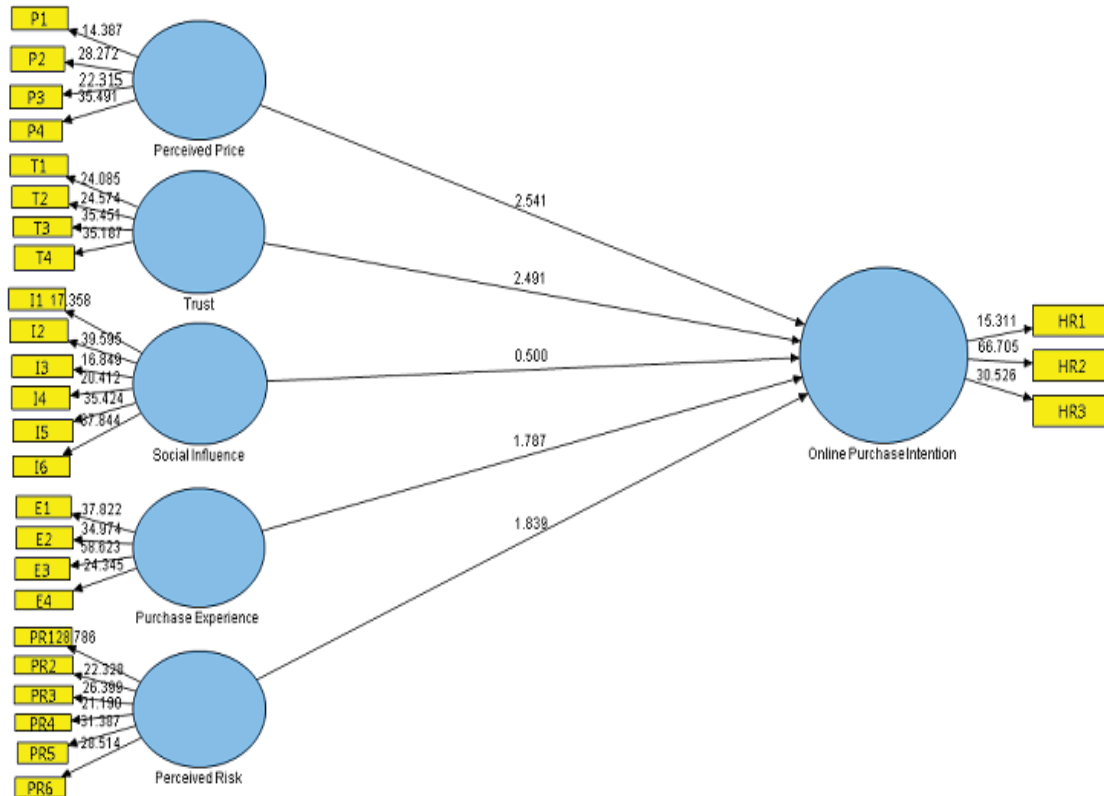 P1
14.387
P2
28.272
P3
22.315
P4
35.491
Perceived Price
T1
24.085
T2
24.574
T3
35.451
T4
35.187
Trust
I1 17.358
I2
39.595
I3
16.849
I4
20.412
I5
35.424
I6
37.844
Social Influence
E1
37.822
E2
34.974
E3
58.623
E4
24.345
Purchase Experience
PR1 28.786
PR2
22.328
PR3
26.399
PR4
21.190
PR5
31.387
PR6
28.514
Perceived Risk
2.541
2.491
0.500
1.787
1.839
Online Purchase Intention
15.311
HR1
66.705
HR2
30.526
HR3